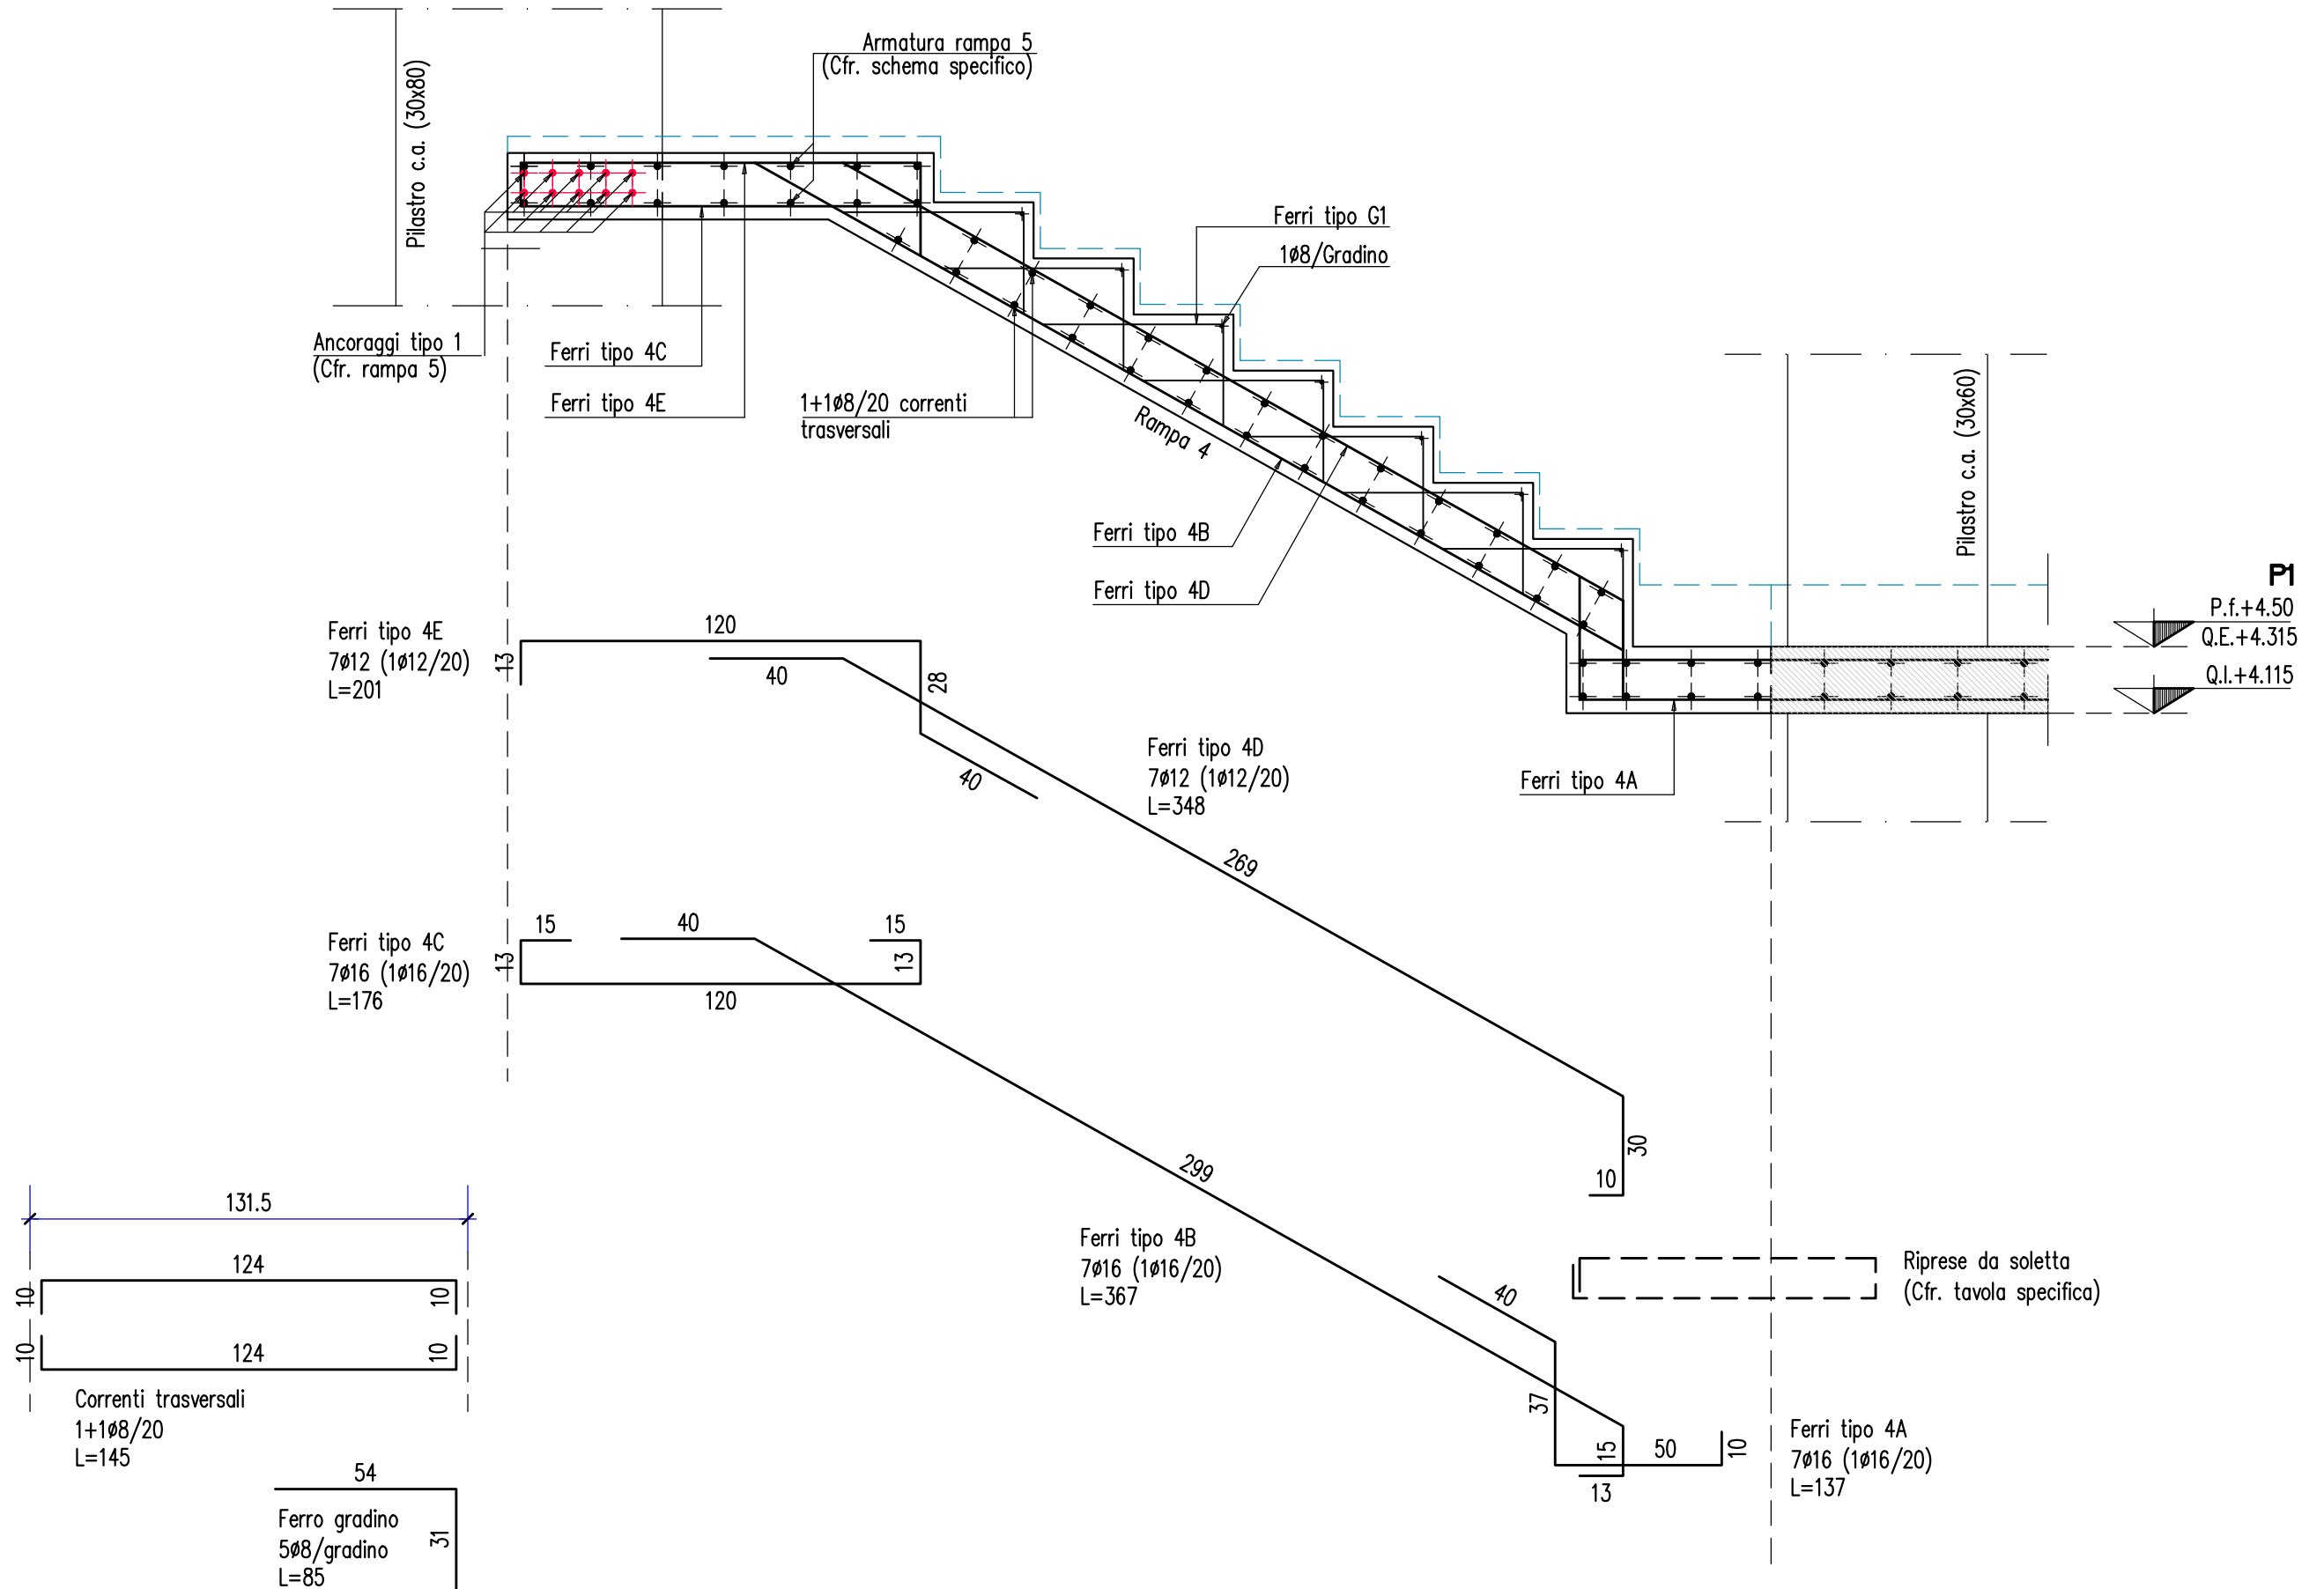 Armatura rampa 5
(Cfr. schema specifico)
Pilastro c.a. (30x80)
Ferri tipo G1
1ø8/Gradino
Ancoraggi tipo 1
(Cfr. rampa 5)
Ferri tipo 4C
Ferri tipo 4E
1+1ø8/20 correnti
trasversali
Rampa 4
Pilastro c.a. (30x60)
Ferri tipo 4B
Ferri tipo 4D
P1
P.f.+4.50
Q.E.+4.315
Q.I.+4.115
Ferri tipo 4A
Ferri tipo 4E
7ø12 (1ø12/20)
L=201
13
120
40
28
40
Ferri tipo 4D
7ø12 (1ø12/20)
L=348
269
30
10
Ferri tipo 4C
7ø16 (1ø16/20)
L=176
15
13
40
15
13
120
299
Ferri tipo 4B
7ø16 (1ø16/20)
L=367
40
37
15
50
10
13
Riprese da soletta
(Cfr. tavola specifica)
Ferri tipo 4A
7ø16 (1ø16/20)
L=137
131.5
124
10
10
124
10
10
Correnti trasversali
1+1ø8/20
L=145
54
31
Ferro gradino
5ø8/gradino
L=85